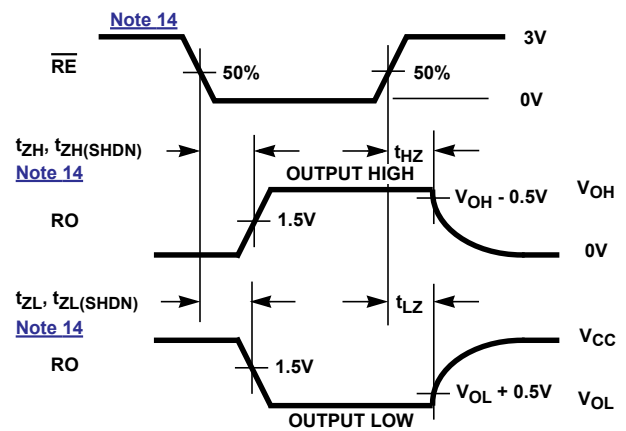 Note 14
3V
RE
50%
50%
0V
tZH, tZH(SHDN)
Note 14
tHZ
OUTPUT HIGH
VOH - 0.5V
VOH
RO
1.5V
0V
tZL, tZL(SHDN)
Note 14
tLZ
VCC
RO
1.5V
VOL + 0.5V
VOL
OUTPUT LOW